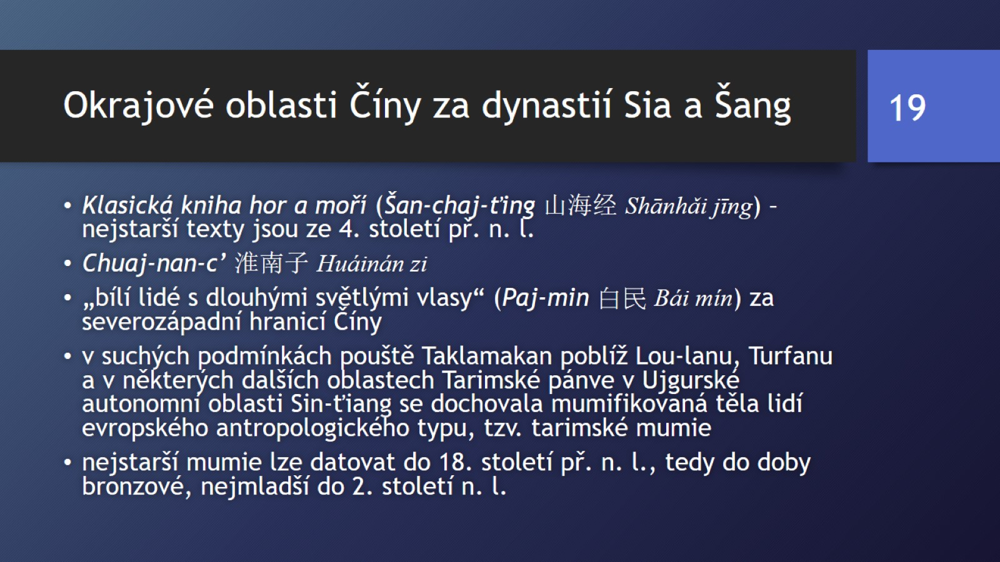 Okrajové oblasti Číny za dynastií Sia a Šang
19
• Klasická kniha hor a moří (Šan-chaj-ťing 山海经 Shānhǎi jīng) –
nejstarší texty jsou ze 4. století př. n. l.
• Chuaj-nan-c’ 淮南子 Huáinán zi
• „bílí lidé s dlouhými světlými vlasy“ (Paj-min 白民 Bái mín) za
severozápadní hranicí Číny
• v suchých podmínkách pouště Taklamakan poblíž Lou-lanu, Turfanu
a v některých dalších oblastech Tarimské pánve v Ujgurské
autonomní oblasti Sin-ťiang se dochovala mumifikovaná těla lidí
evropského antropologického typu, tzv. tarimské mumie
• nejstarší mumie lze datovat do 18. století př. n. l., tedy do doby
bronzové, nejmladší do 2. století n. l.